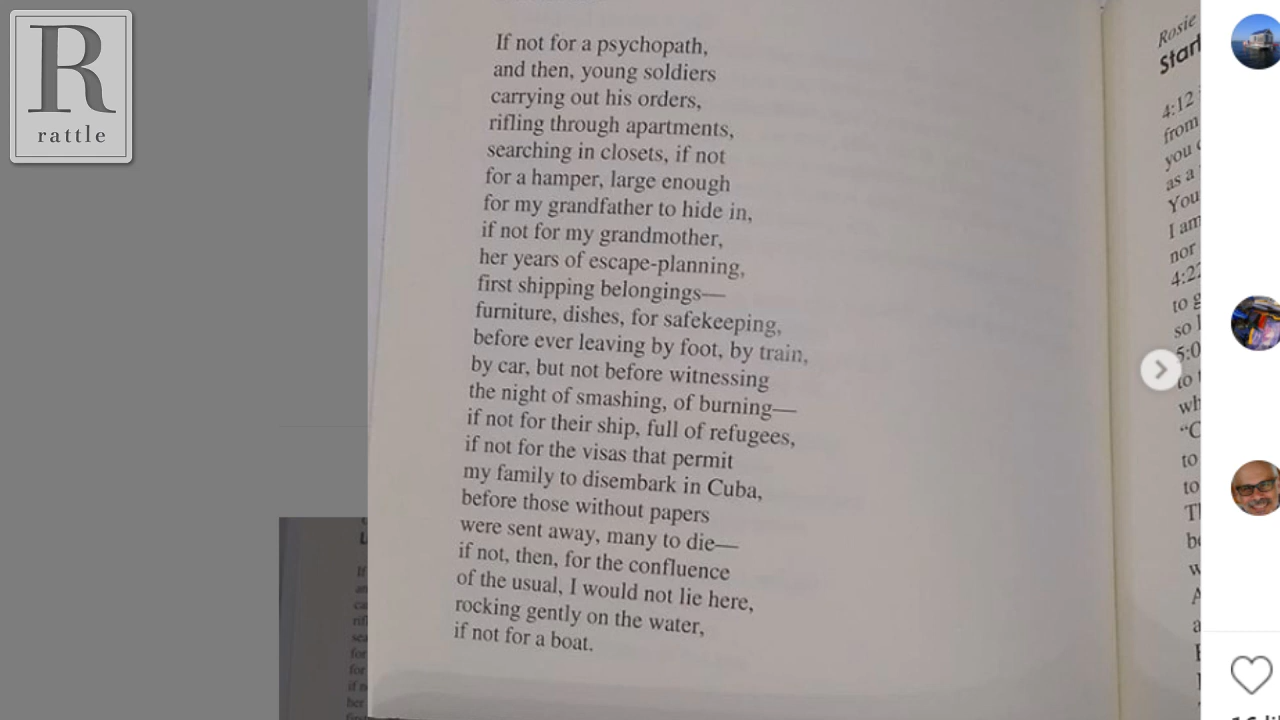 R
rattle
If not for a psychopath,
and then, young soldiers
carrying out his orders,
rifling through apartments,
searching in closets, if not
for a hamper, large enough
for my grandfather to hide in,
if not for my grandmother,
her years of escape-planning,
first shipping belongings—
furniture, dishes, for safekeeping,
before ever leaving by foot, by train,
by car, but not before witnessing
the night of smashing, of burning—
if not for their ship, full of refugees,
if not for the visas that permit
my family to disembark in Cuba,
before those without papers
were sent away, many to die—
if not, then, for the confluence
of the usual, I would not lie here,
rocking gently on the water,
if not for a boat.
Rosie
Start
4:12
from
you
as a
You
I am
nor
4:22
to
so
5:0
to
wh
to
to